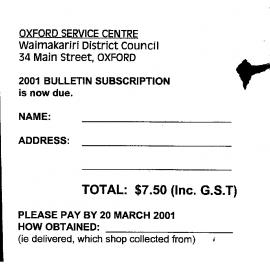 OXFORD SERVICE CENTRE
Waimakariri District Council
34 Main Street, OXFORD
2001 BULLETIN SUBSCRIPTION
is now due.
NAME:
ADDRESS:
TOTAL: $7.50 (Inc. G.S.T)
PLEASE PAY BY 20 MARCH 2001
HOW OBTAINED:
(ie delivered, which shop collected from)